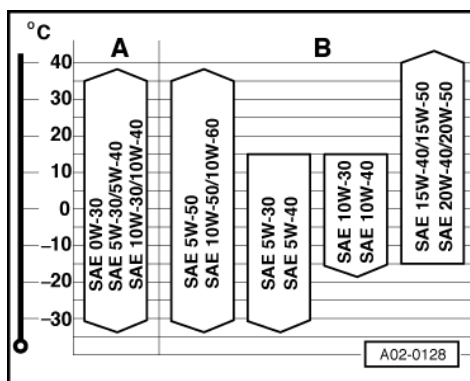 °C
A
B
40
30
20
10
0
–10
–20
–30
SAE 0W-30
SAE 5W-30/5W-40
SAE 10W-30/10W-40
SAE 5W-50
SAE 10W-50/10W-60
SAE 5W-30
SAE 5W-40
SAE 10W-30
SAE 10W-40
SAE 15W-40/15W-50
SAE 20W-40/20W-50
A02-0128